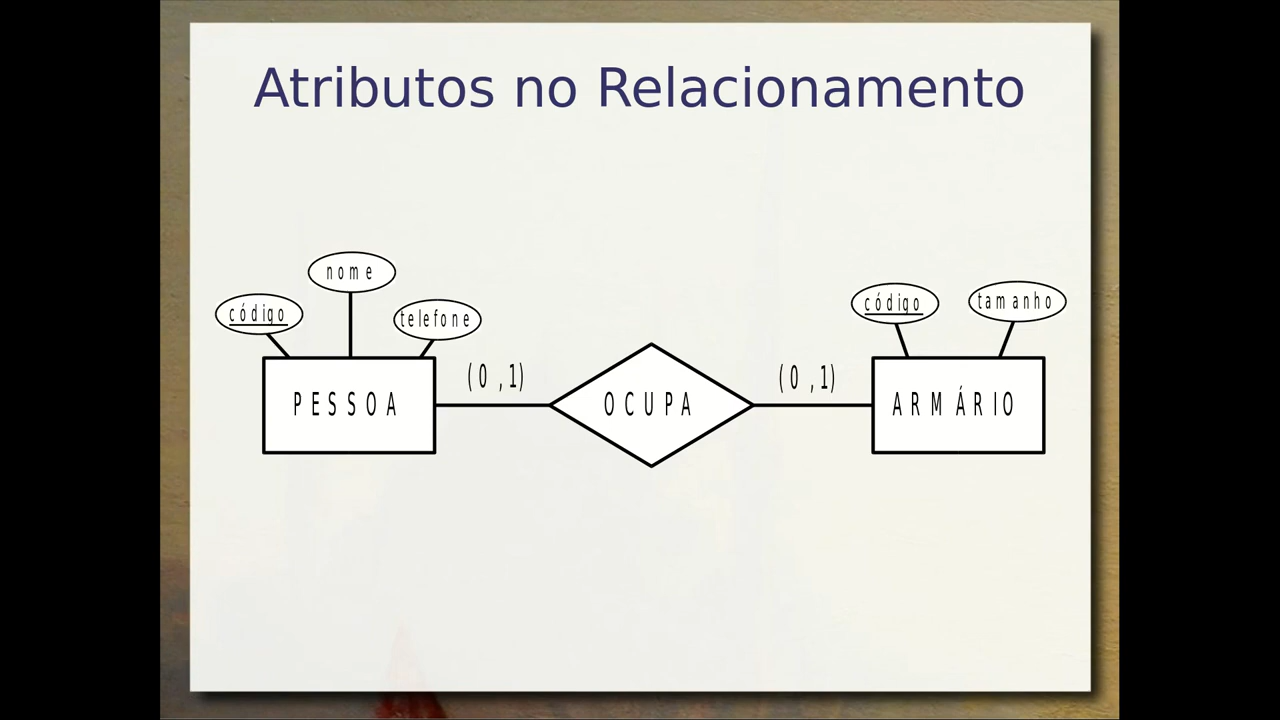 Atributos no Relacionamento
nome
código
telefone
código
tamanho
PESSOA
(0,1)
OCUPA
(0,1)
ARMÁRIO